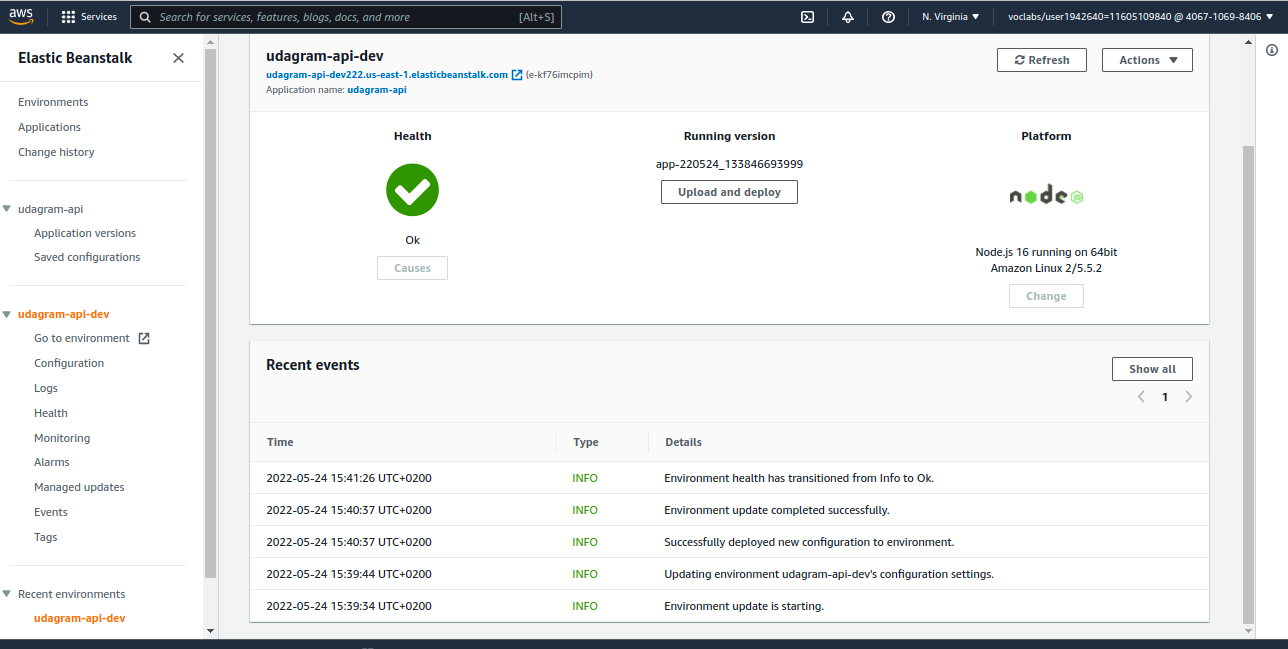 aws
Services
Search for services, features, blogs, docs, and more
[Alt+S]
N. Virginia
voclabs/user1942640=11605109840 @ 4067-1069-8406
Elastic Beanstalk
Environments
Applications
Change history
udagram-api
Application versions
Saved configurations
udagram-api-dev
Go to environment
Configuration
Logs
Health
Monitoring
Alarms
Managed updates
Events
Tags
Recent environments
udagram-api-dev
udagram-api-dev
udagram-api-dev222.us-east-1.elasticbeanstalk.com (e-kf76imcpim)
Application name: udagram-api
Refresh
Actions
Health
Ok
Causes
Running version
app-220524_133846693999
Upload and deploy
Platform
node
JS
Node.js 16 running on 64bit
Amazon Linux 2/5.5.2
Change
Recent events
Show all
1
Time Type Details
2022-05-24 15:41:26 UTC+0200 INFO Environment health has transitioned from Info to Ok.
2022-05-24 15:40:37 UTC+0200 INFO Environment update completed successfully.
2022-05-24 15:40:37 UTC+0200 INFO Successfully deployed new configuration to environment.
2022-05-24 15:39:44 UTC+0200 INFO Updating environment udagram-api-dev's configuration settings.
2022-05-24 15:39:34 UTC+0200 INFO Environment update is starting.